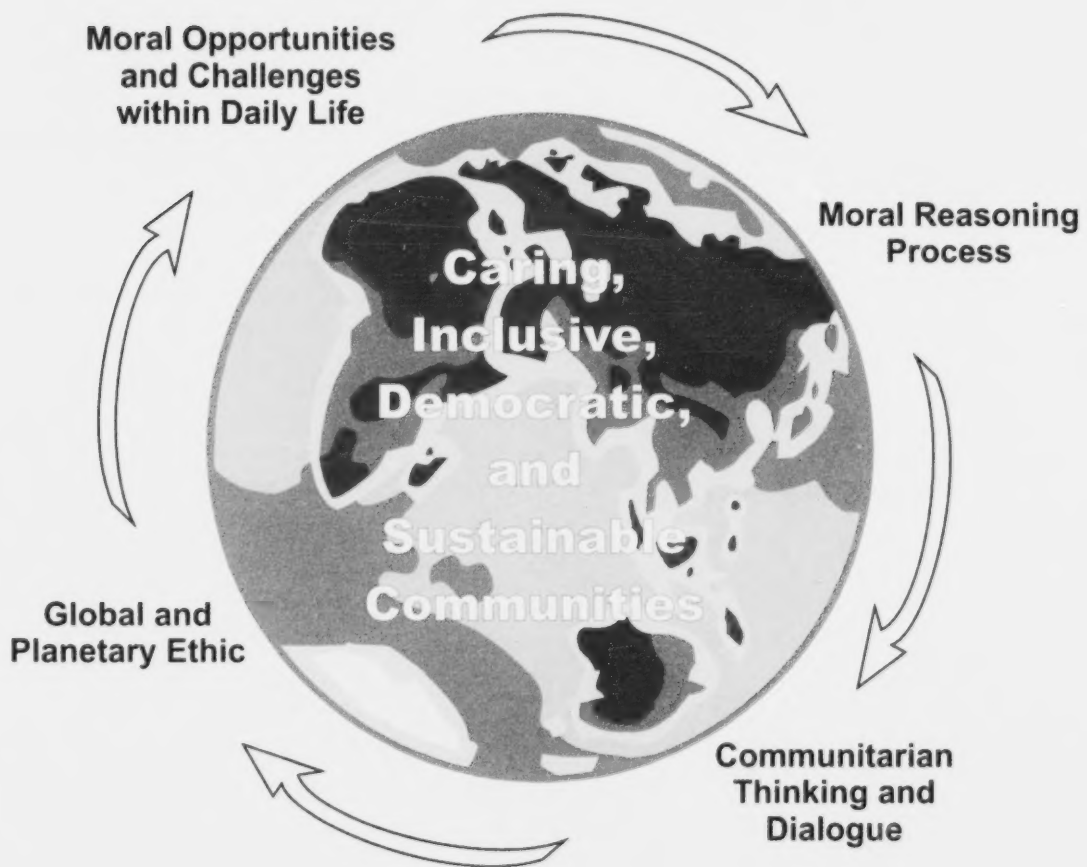 Moral Opportunities
and Challenges
within Daily Life
Moral Reasoning
Process
Caring,
Inclusive,
Democratic,
and
Sustainable
Communities
Global and
Planetary Ethic
Communitarian
Thinking and
Dialogue